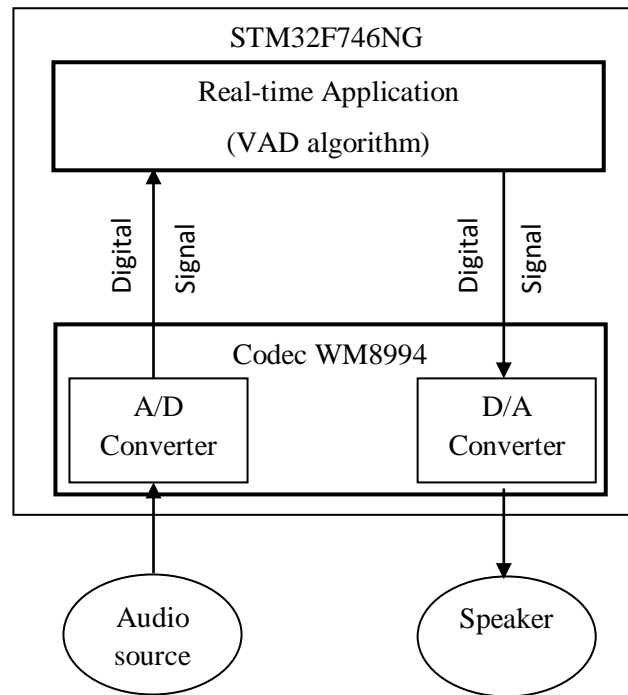 STM32F746NG
Real-time Application
(VAD algorithm)
Digital
Signal
Digital
Signal
Codec WM8994
A/D
Converter
D/A
Converter
Audio
source
Speaker